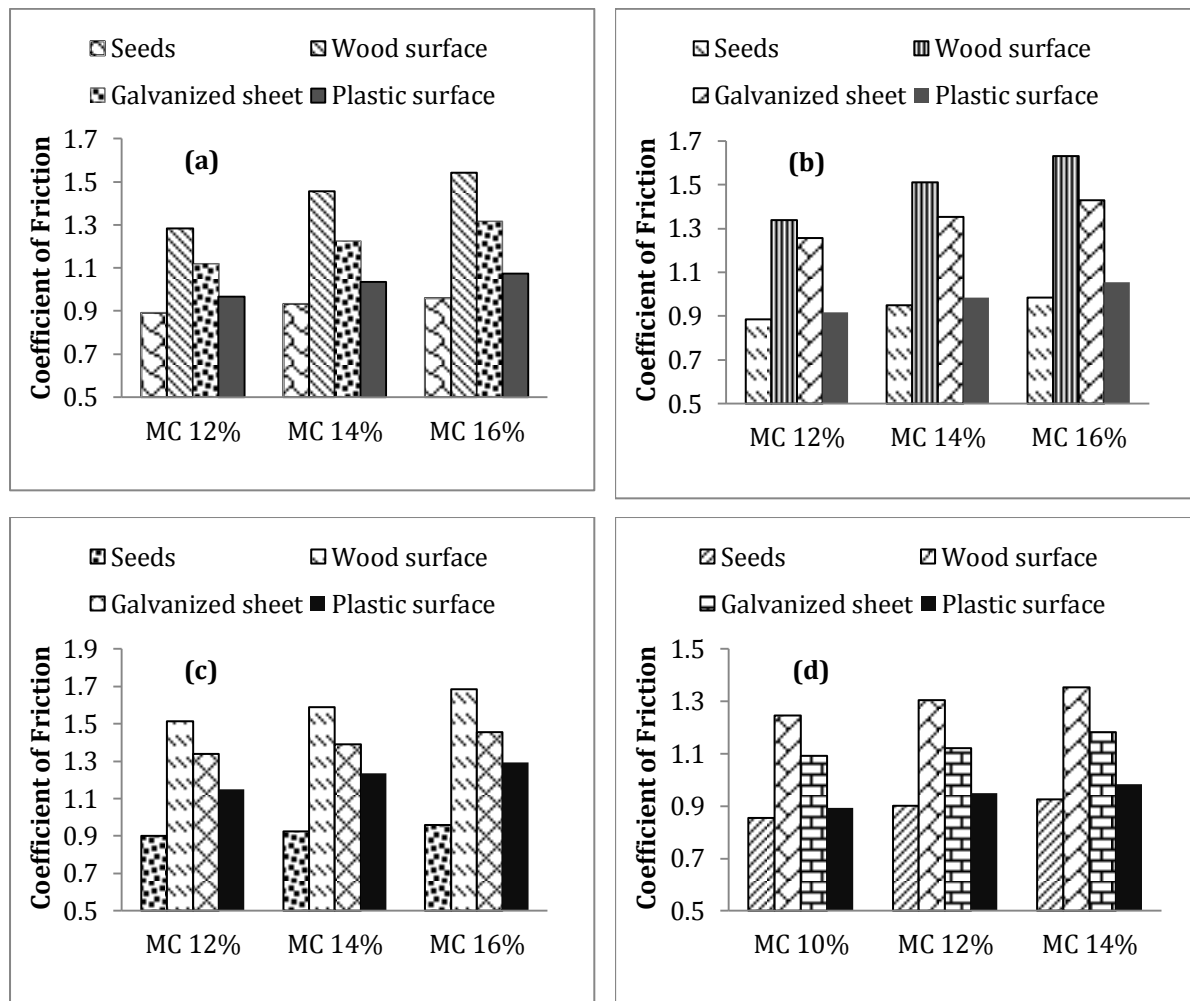 Seeds Wood surface
Galvanized sheet Plastic surface
Coefficient of Friction
1.7
1.5
1.3
1.1
0.9
0.7
0.5
(a)
MC 12% MC 14% MC 16%
Seeds Wood surface
Galvanized sheet Plastic surface
Coefficient of Friction
1.7
1.5
1.3
1.1
0.9
0.7
0.5
(b)
MC 12% MC 14% MC 16%
Seeds Wood surface
Galvanized sheet Plastic surface
Coefficient of Friction
1.9
1.7
1.5
1.3
1.1
0.9
0.7
0.5
(c)
MC 12% MC 14% MC 16%
Seeds Wood surface
Galvanized sheet Plastic surface
Coefficient of Friction
1.5
1.3
1.1
0.9
0.7
0.5
(d)
MC 10% MC 12% MC 14%